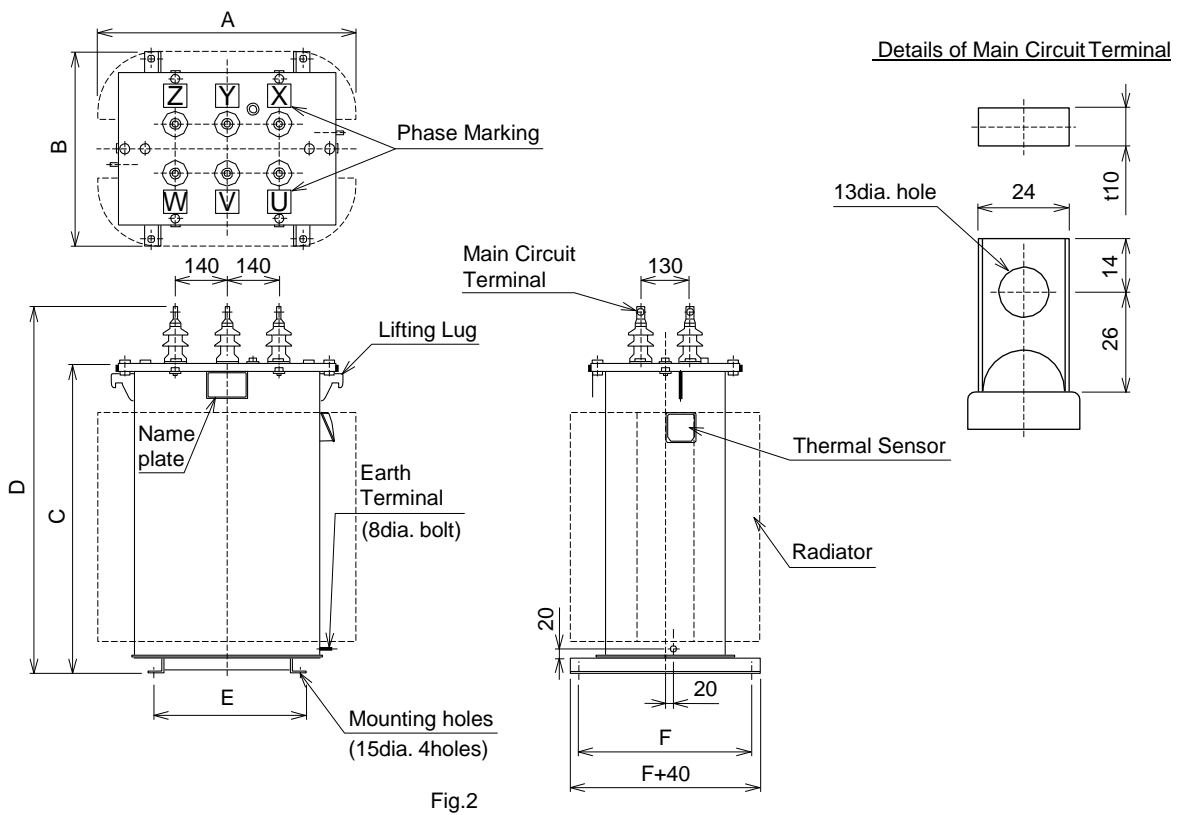 A
Details of Main Circuit Terminal
B
Z Y X
Phase Marking
W V U
13dia. hole
24
t10
14
26
140 140
Main Circuit
Terminal
130
Lifting Lug
Name
plate
Thermal Sensor
Earth
Terminal
(8dia. bolt)
D
C
Radiator
20
20
E
Mounting holes
(15dia. 4holes)
F
F+40
Fig.2